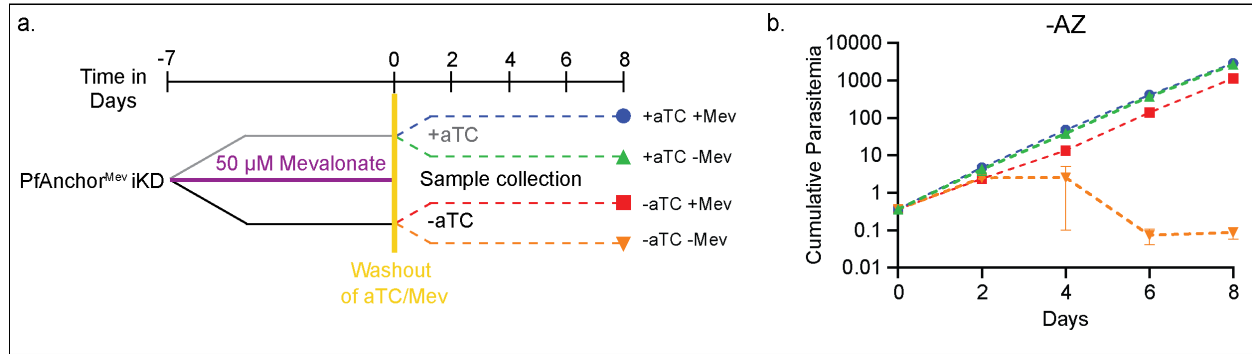 a.
-7 0 2 4 6 8
Time in
Days
+aTC
50 µM Mevalonate
PfAnchorMev iKD
Sample collection
-aTC
+aTC +Mev
+aTC -Mev
-aTC +Mev
-aTC -Mev
Washout
of aTC/Mev
b.
-AZ
Cumulative Parasitemia
10000
1000
100
10
1
0.1
0.01
0 2 4 6 8
Days